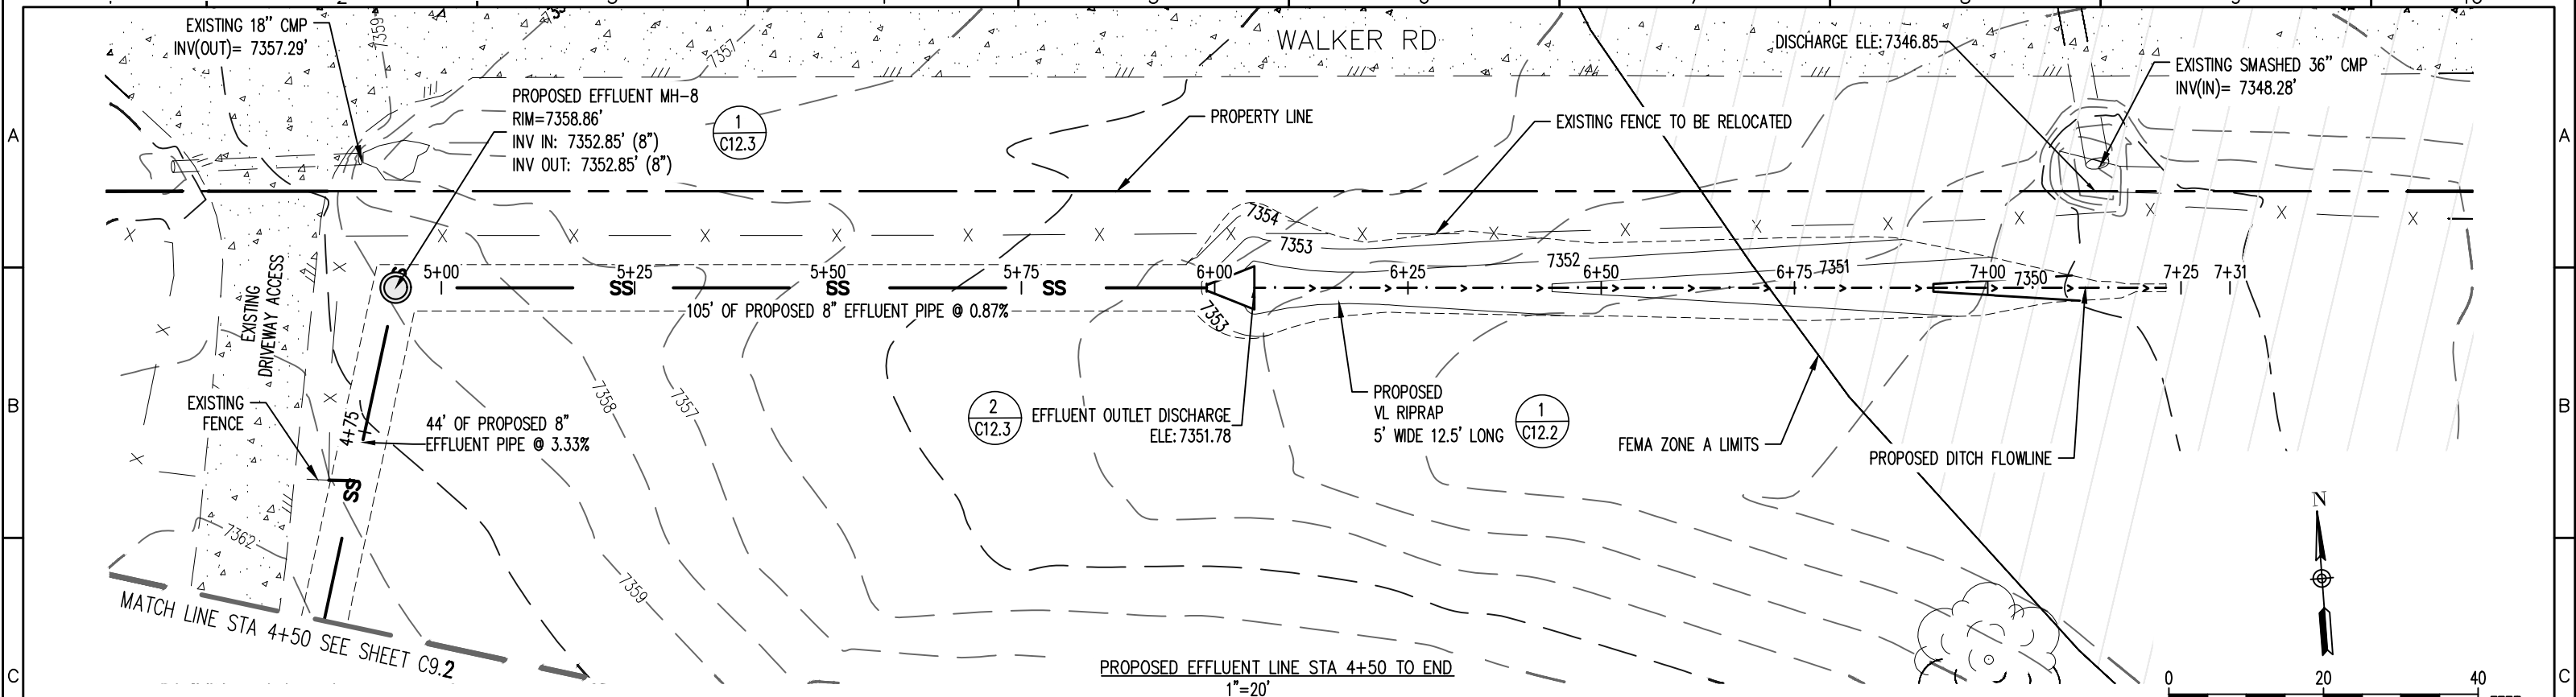 WALKER RD
EXISTING 18" CMP
INV(OUT)= 7357.29'
7359
7357
DISCHARGE ELE: 7346.85
EXISTING SMASHED 36" CMP
INV(IN)= 7348.28'
PROPOSED EFFLUENT MH-8
RIM=7358.86'
INV IN: 7352.85' (8")
INV OUT: 7352.85' (8")
1
C12.3
PROPERTY LINE
EXISTING FENCE TO BE RELOCATED
A
A
7354
7353
7352
7351
7350
5+00
5+25
5+50
5+75
6+00
6+25
6+50
6+75
7+00
7+25
7+31
S
SS
SS
SS
105' OF PROPOSED 8" EFFLUENT PIPE @ 0.87%
7353
EXISTING
DRIVEWAY ACCESS
B
B
EXISTING
FENCE
4+75
44' OF PROPOSED 8"
EFFLUENT PIPE @ 3.33%
7358
7357
2
C12.3
EFFLUENT OUTLET DISCHARGE
ELE: 7351.78
PROPOSED
VL RIPRAP
5' WIDE 12.5' LONG
1
C12.2
FEMA ZONE A LIMITS
PROPOSED DITCH FLOWLINE
SS
7362
7359
N
MATCH LINE STA 4+50 SEE SHEET C9.2
C
C
PROPOSED EFFLUENT LINE STA 4+50 TO END
1"=20'
0
20
40